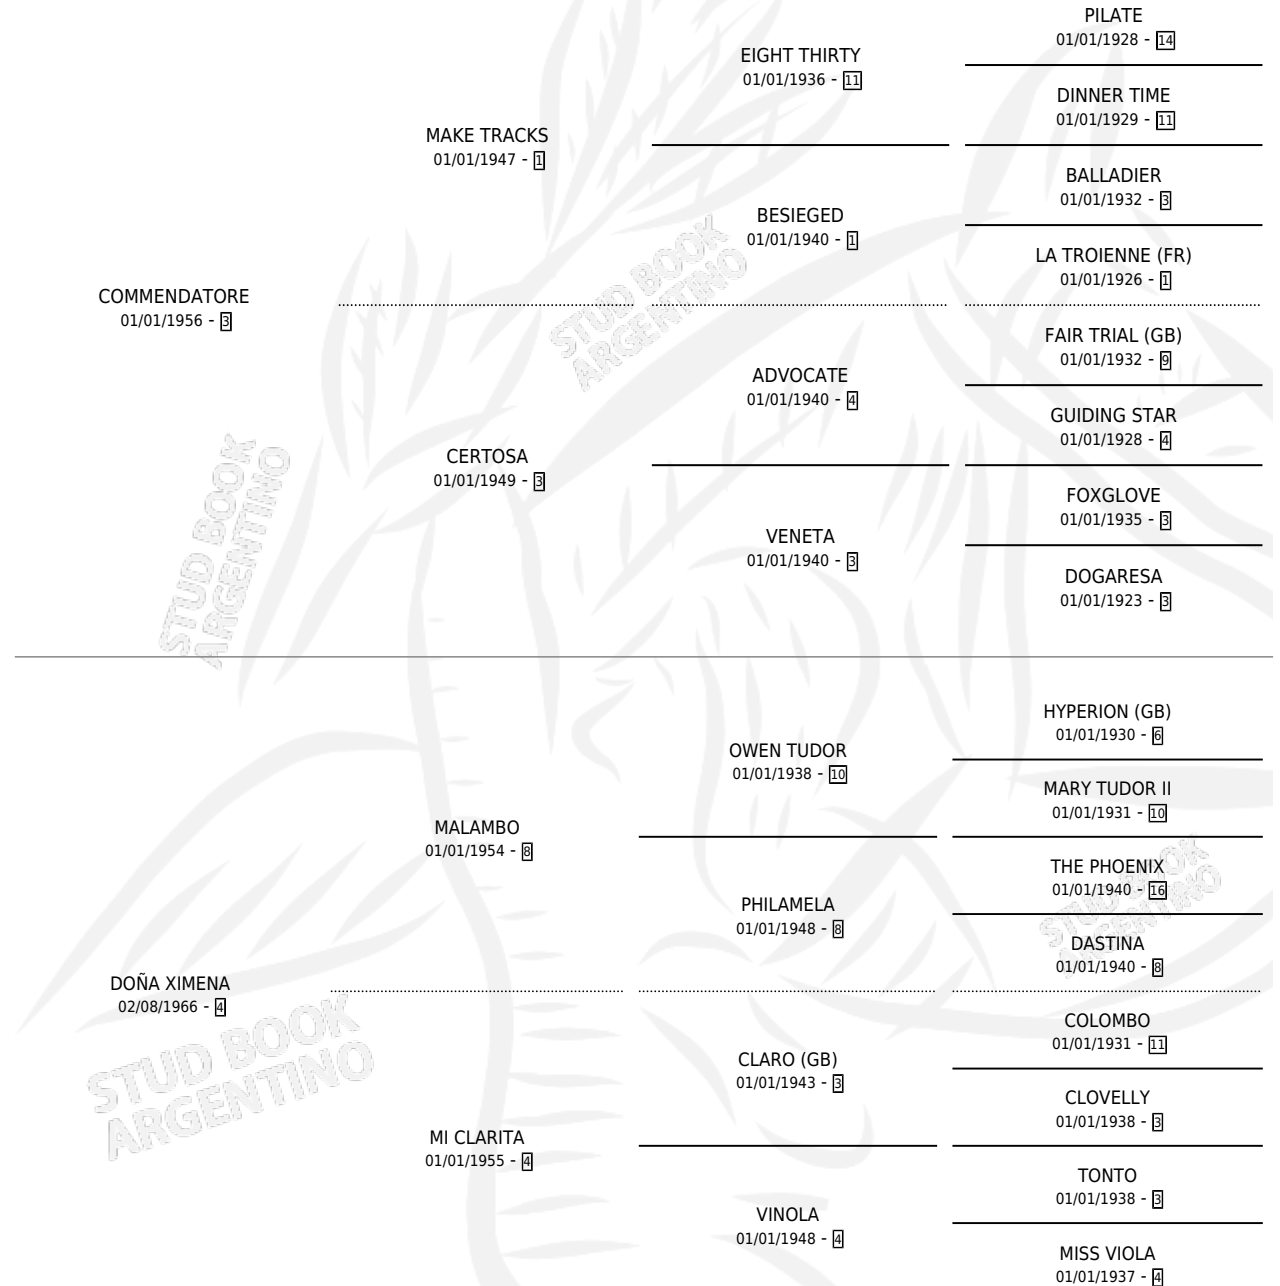 PILATE
01/01/1928 - 14
EIGHT THIRTY
01/01/1936 - 11
DINNER TIME
01/01/1929 - 11
MAKE TRACKS
01/01/1947 - 1
BALLADIER
01/01/1932 - 3
BESIEGED
01/01/1940 - 1
LA TROIENNE (FR)
01/01/1926 - 1
COMMENDATORE
01/01/1956 - 3
STUD BOOK
ARGENTINO
FAIR TRIAL (GB)
01/01/1932 - 9
ADVOCATE
01/01/1940 - 4
GUIDING STAR
01/01/1928 - 4
CERTOSA
01/01/1949 - 3
FOXGLOVE
01/01/1935 - 3
VENETA
01/01/1940 - 3
DOGARESA
01/01/1923 - 3
STUD BOOK
ARGENTINO
HYPERION (GB)
01/01/1930 - 6
OWEN TUDOR
01/01/1938 - 10
MARY TUDOR II
01/01/1931 - 10
MALAMBO
01/01/1954 - 8
THE PHOENIX
01/01/1940 - 16
PHILAMELA
01/01/1948 - 8
DASTINA
01/01/1940 - 8
STUD BOOK
ARGENTINO
DOÑA XIMENA
02/08/1966 - 4
COLOMBO
01/01/1931 - 11
CLARO (GB)
01/01/1943 - 3
CLOVELLY
01/01/1938 - 3
STUD BOOK
ARGENTINO
MI CLARITA
01/01/1955 - 4
TONTO
01/01/1938 - 3
VINOLA
01/01/1948 - 4
MISS VIOLA
01/01/1937 - 4